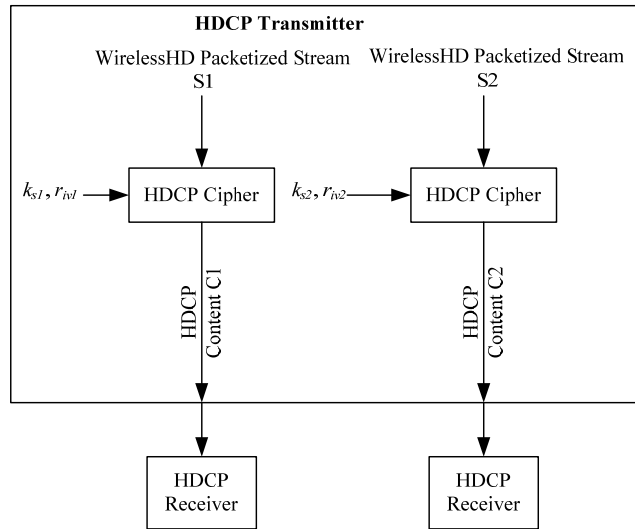 HDCP Transmitter
WirelessHD Packetized Stream
S1
WirelessHD Packetized Stream
S2
ks1, riv1
HDCP Cipher
ks2, riv2
HDCP Cipher
HDCP
Content C1
HDCP
Content C2
HDCP
Receiver
HDCP
Receiver